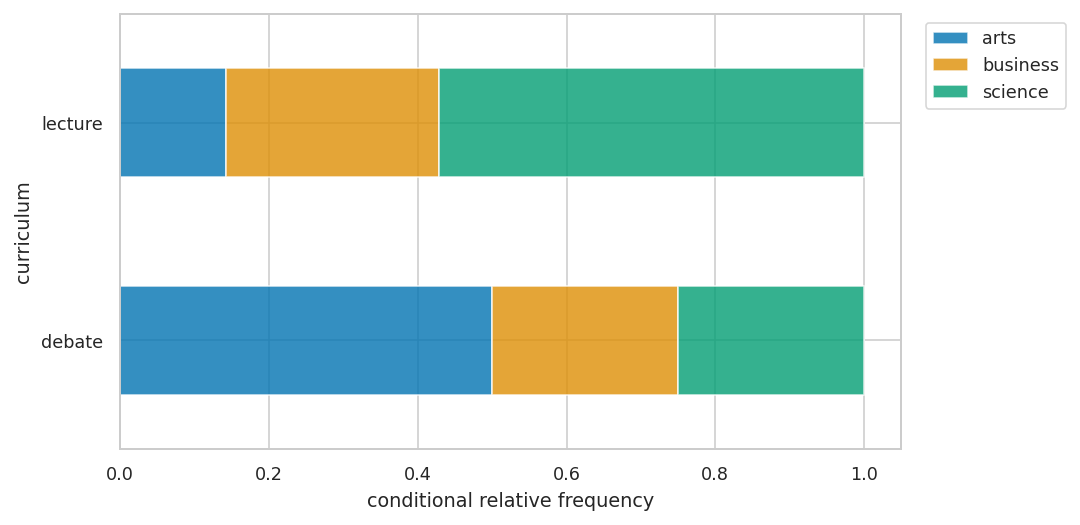 arts
business
science
lecture
debate
curriculum
0.0 0.2 0.4 0.6 0.8 1.0
conditional relative frequency